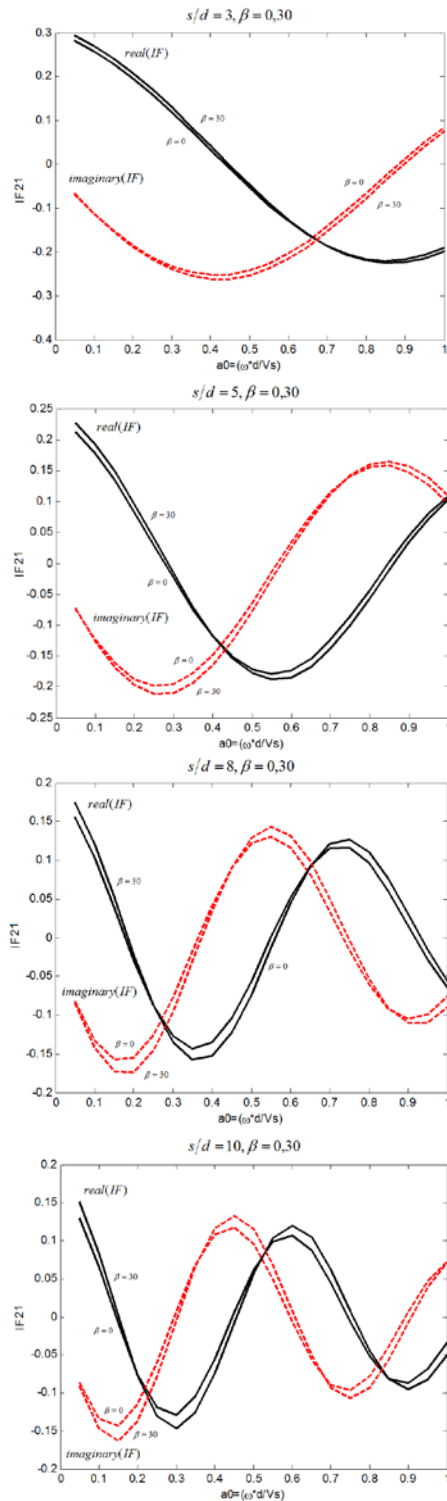 s/d = 3, β = 0,30
0.3
real(IF)
0.2
0.1
β = 30
β = 0
0
imaginary(IF)
β = 0
IF21
-0.1
β = 30
-0.2
-0.3
-0.4
0 0.1 0.2 0.3 0.4 0.5 0.6 0.7 0.8 0.9 1
a0=(ω*d/Vs)
s/d = 5, β = 0,30
0.25
real(IF)
0.2
0.15
0.1
β = 30
0.05
IF21
0
β=0
-0.05
imaginary(IF)
-0.1
β = 0
-0.15
-0.2
β = 30
-0.25
0 0.1 0.2 0.3 0.4 0.5 0.6 0.7 0.8 0.9 1
a0=(ω*d/Vs)
s/d = 8, β = 0,30
0.2
real(IF)
0.15
0.1
β = 30
0.05
IF21
0
β = 0
-0.05
imaginary(IF)
-0.1
β = 0
-0.15
β = 30
-0.2
0 0.1 0.2 0.3 0.4 0.5 0.6 0.7 0.8 0.9 1
a0=(ω*d/Vs)
s/d = 10, β = 0,30
0.2
real(IF)
0.15
0.1
β = 30
0.05
IF21
0
β = 0
-0.05
-0.1
β = 0
-0.15
β = 30
imaginary(IF)
-0.2
0 0.1 0.2 0.3 0.4 0.5 0.6 0.7 0.8 0.9 1
a0=(ω*d/Vs)